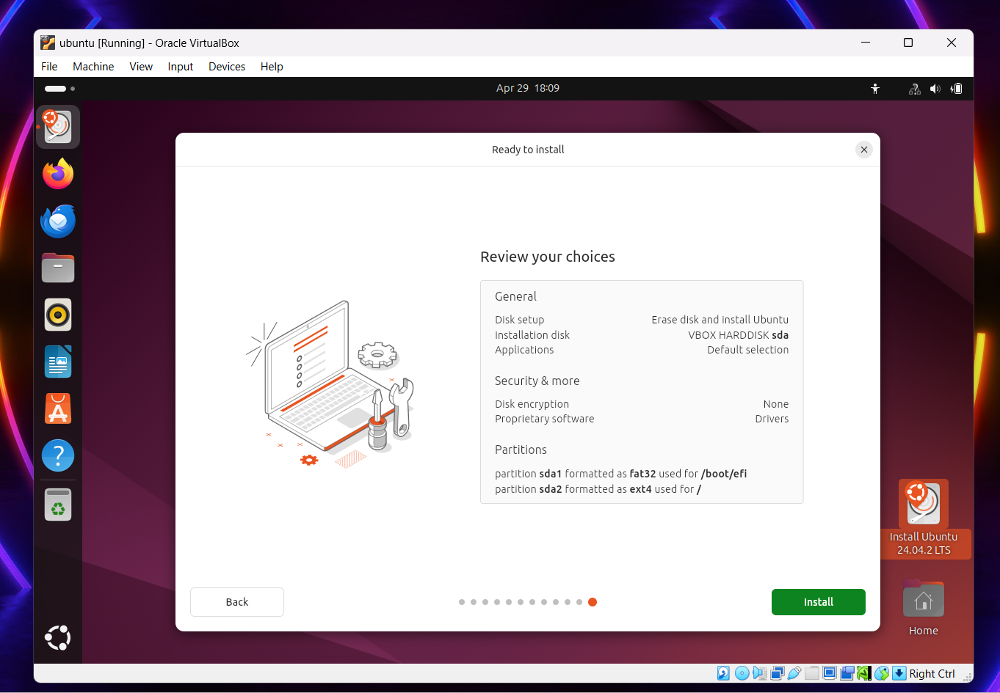 ubuntu [Running] - Oracle VirtualBox
File Machine View Input Devices Help
Apr 29 18:09
Ready to install
Review your choices
General
Disk setup Erase disk and install Ubuntu
Installation disk VBOX HARDDISK sda
Applications Default selection
Security & more
Disk encryption None
Proprietary software Drivers
Partitions
partition sda1 formatted as fat32 used for /boot/efi
partition sda2 formatted as ext4 used for /
Install Ubuntu
24.04.2 LTS
Back
Install
Home
Right Ctrl